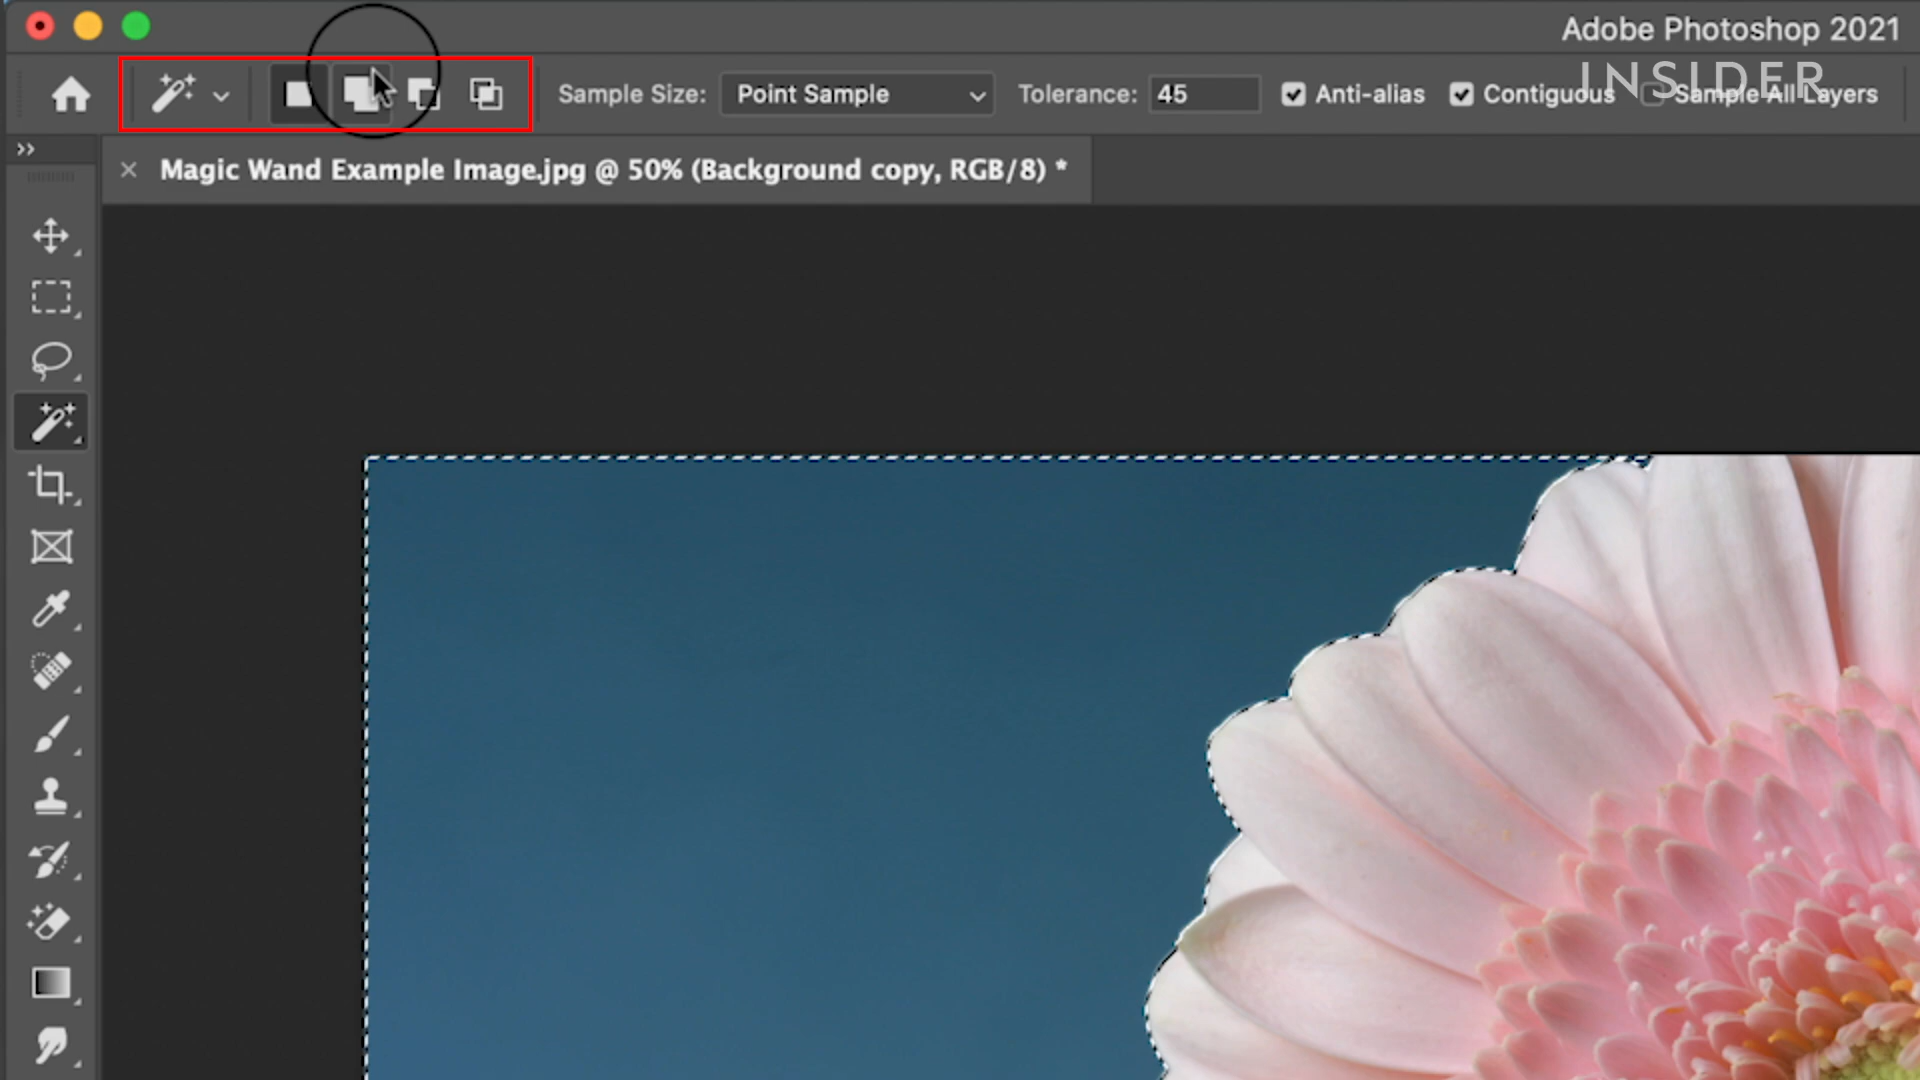 Adobe Photoshop 2021
INSIDER
Sample Size: Point Sample Tolerance: 45 Anti-alias Contiguous Sample All Layers
Magic Wand Example Image.jpg @ 50% (Background copy, RGB/8) *